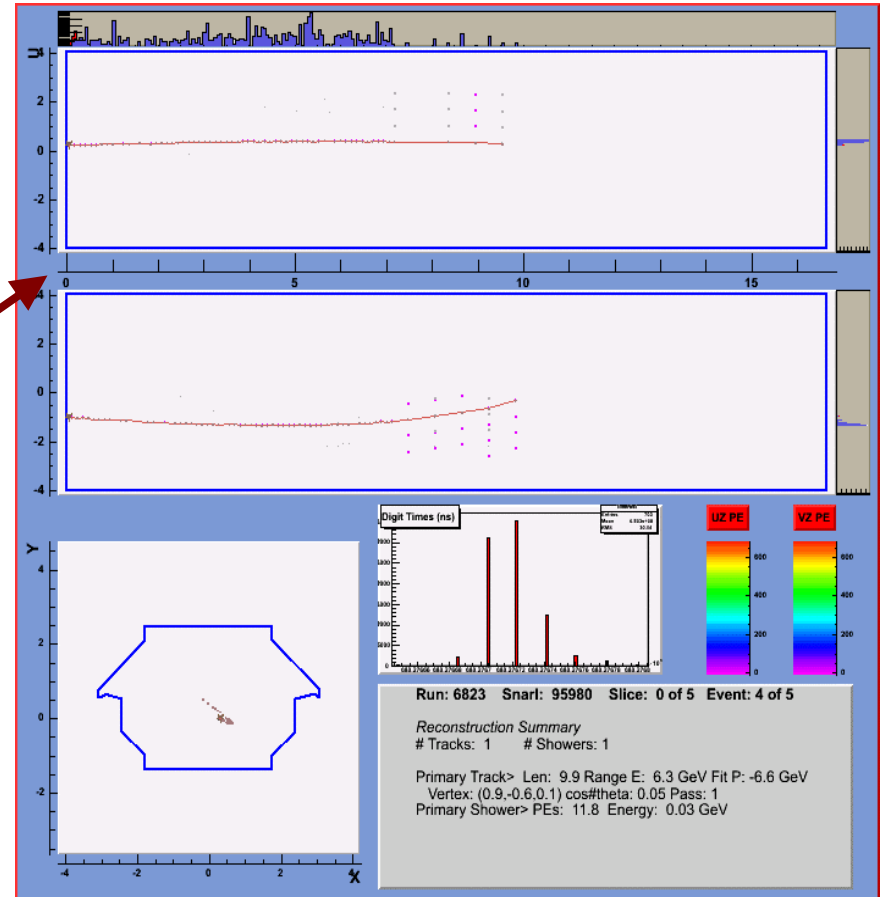 U
4
2
0
-2
-4
0 5 10 15
4
2
0
-2
-4
Digit Times (ns)
Entries 702
RMS
UZ PE
VZ PE
600
400
200
0
600
400
200
0
Y
4
2
0
-2
-4 -2 0 2 4
X
Run: 6823 Snarl: 95980 Slice: 0 of 5 Event: 4 of 5
Reconstruction Summary
# Tracks: 1 # Showers: 1
Primary Track> Len: 9.9 Range E: 6.3 GeV Fit P: -6.6 GeV
Vertex: (0.9,-0.6,0.1) cos#theta: 0.05 Pass: 1
Primary Shower> PEs: 11.8 Energy: 0.03 GeV